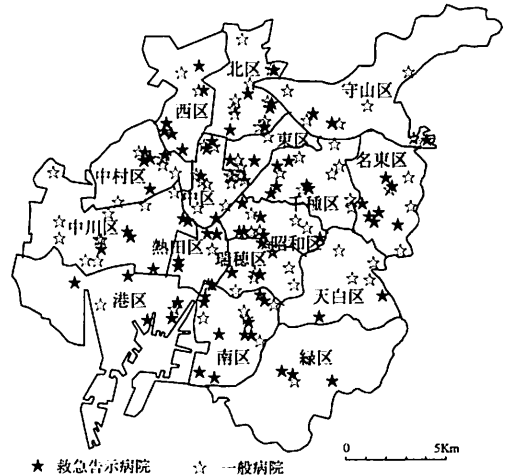 北区
守山区
西区
東区
名東区
中村区
中区
千種区
中川区
熱田区
昭和区
瑞穂区
港区
天白区
南区
緑区
0 5Km
★ 救急告示病院 ☆ 一般病院